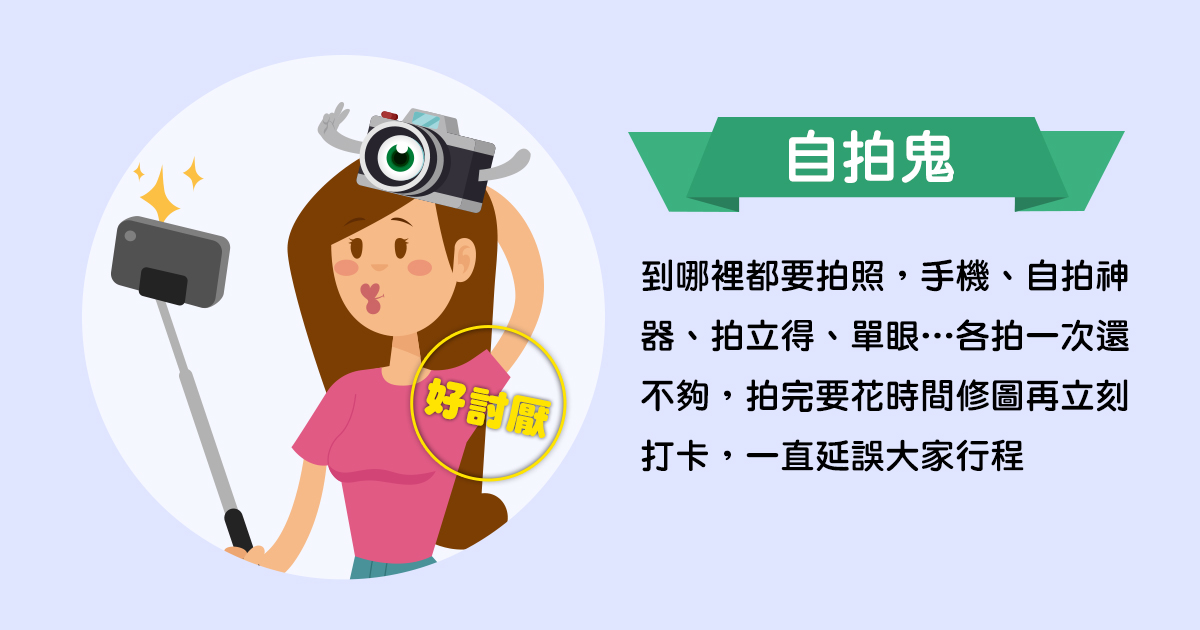 自拍鬼
到哪裡都要拍照，手機、自拍神
器、拍立得、單眼…各拍一次還
不夠，拍完要花時間修圖再立刻
打卡，一直延誤大家行程
好討厭